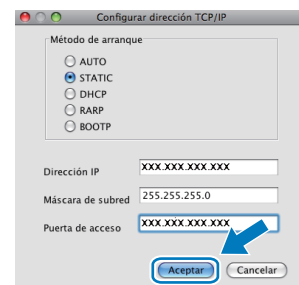 Configurar dirección TCP/IP
Método de arranque
AUTO
STATIC
DHCP
RARP
BOOTP
Dirección IP XXX.XXX.XXX.XXX
Máscara de subred 255.255.255.0
Puerta de acceso XXX.XXX.XXX.XXX
Aceptar Cancelar